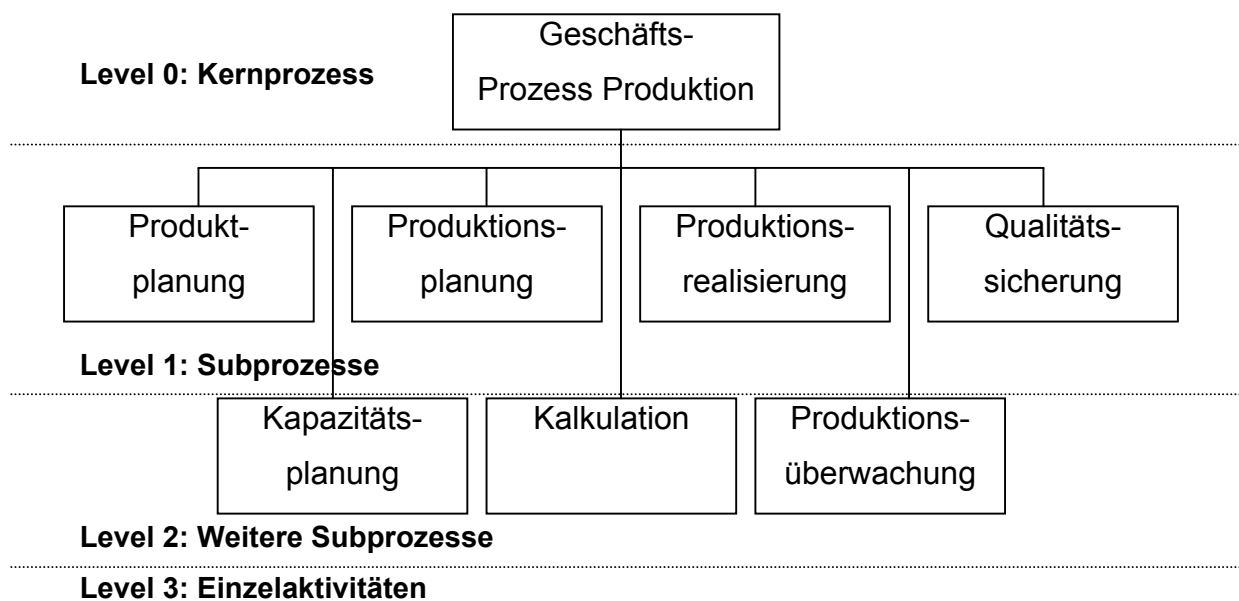 Geschäfts-
Prozess Produktion
Level 0: Kernprozess
Produkt-
planung
Produktions-
planung
Produktions-
realisierung
Qualitäts-
sicherung
Level 1: Subprozesse
Kapazitäts-
planung
Kalkulation
Produktions-
überwachung
Level 2: Weitere Subprozesse
Level 3: Einzelaktivitäten